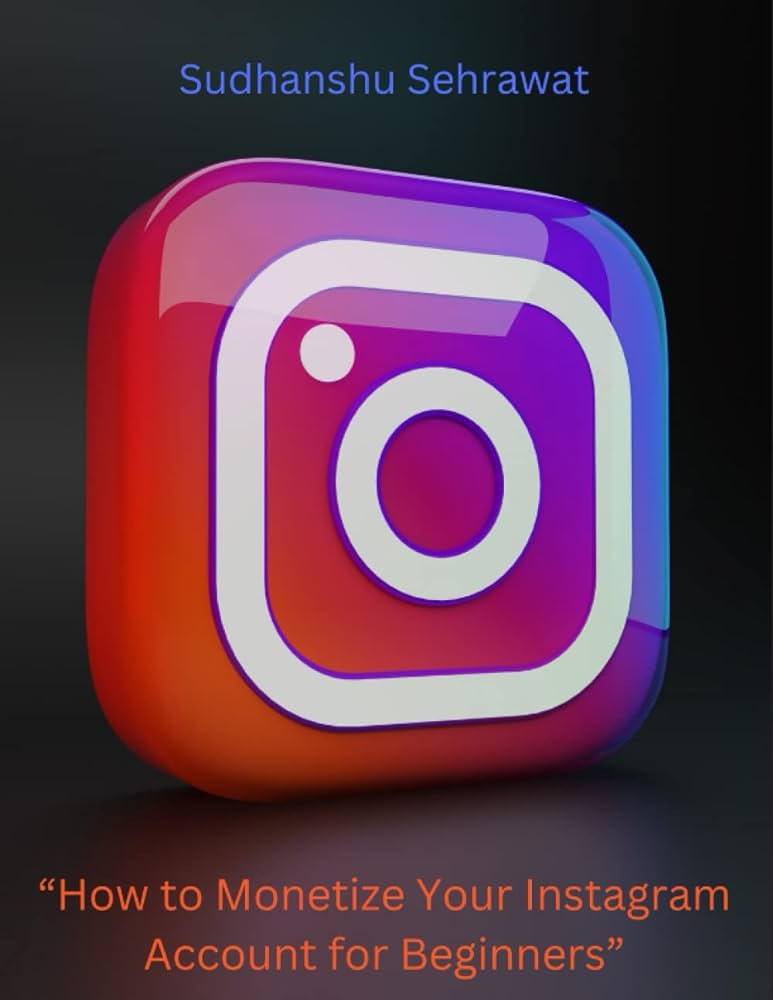 Sudhanshu Sehrawat
“How to Monetize Your Instagram
Account for Beginners”